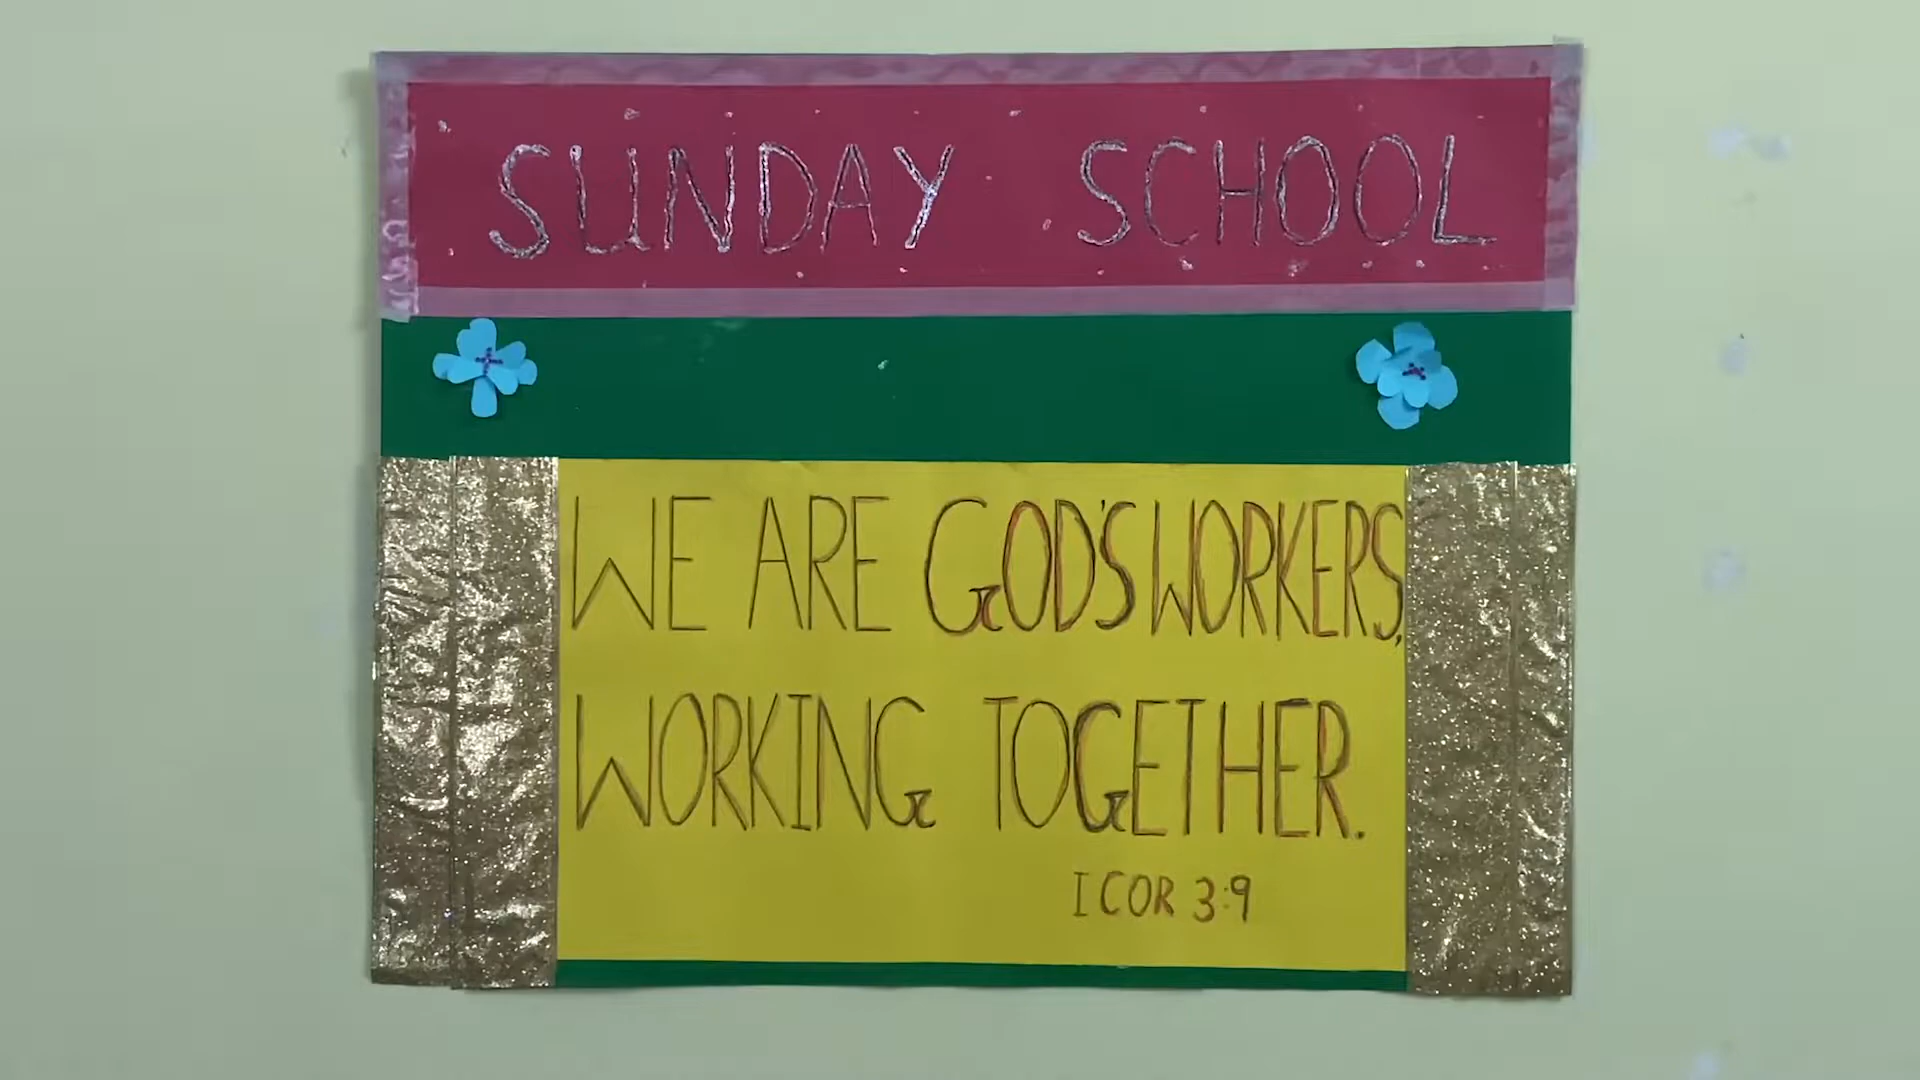 SUNDAY SCHOOL
WE ARE GOD'S WORKERS,
WORKING TOGETHER.
I COR 3:9